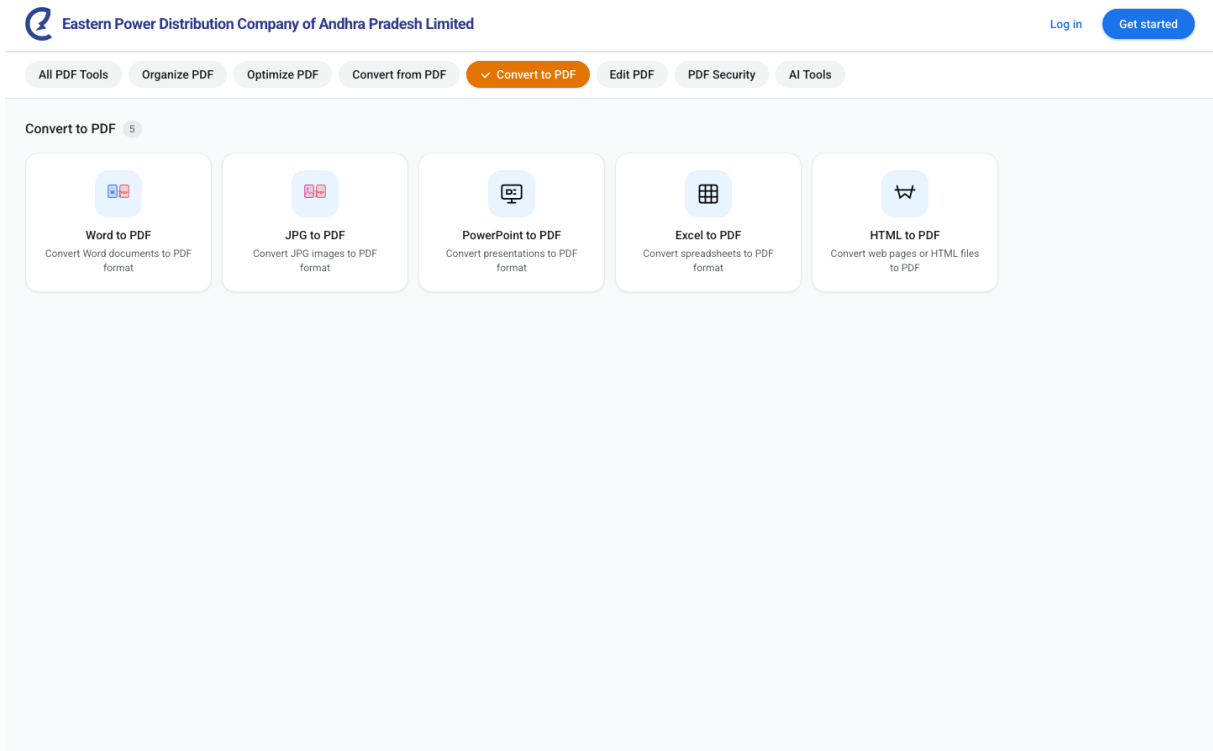 Eastern Power Distribution Company of Andhra Pradesh Limited
Log in
Get started
All PDF Tools
Organize PDF
Optimize PDF
Convert from PDF
Convert to PDF
Edit PDF
PDF Security
AI Tools
Convert to PDF 5
Word to PDF
Convert Word documents to PDF
format
JPG to PDF
Convert JPG images to PDF
format
PowerPoint to PDF
Convert presentations to PDF
format
Excel to PDF
Convert spreadsheets to PDF
format
HTML to PDF
Convert web pages or HTML files
to PDF